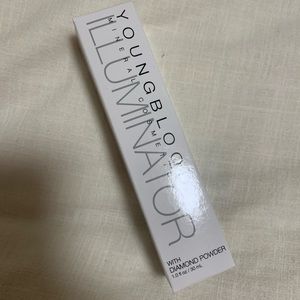 YOUNGBLOOD
MINERAL COSMETICS
ILLUMINATOR
WITH
DIAMOND POWDER
1.0 fl oz / 30 mL